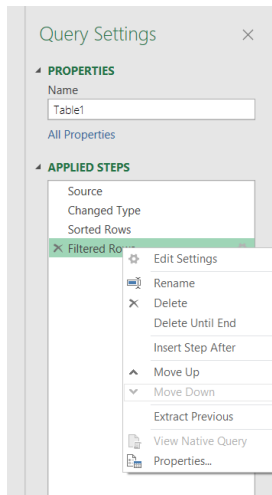 Query Settings
PROPERTIES
Name
Table1
All Properties
APPLIED STEPS
Source
Changed Type
Sorted Rows
Filtered Rows
Edit Settings
Rename
Delete
Delete Until End
Insert Step After
Move Up
Move Down
Extract Previous
View Native Query
Properties...